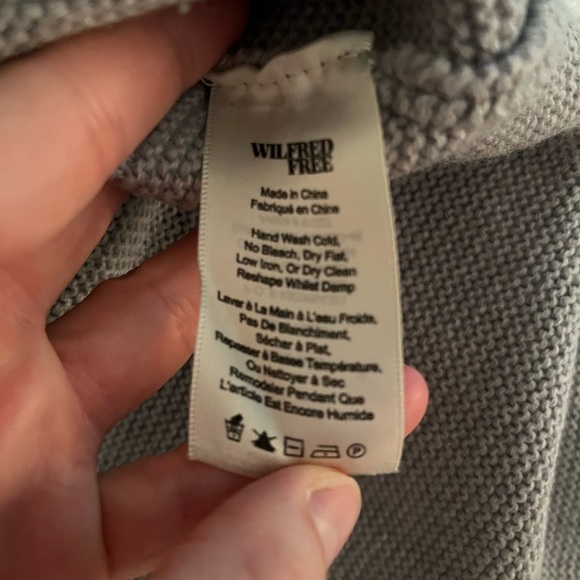 WILFRED
FREE
Made In China
Fabriqué en Chine
Hand Wash Cold,
No Bleach, Dry Flat,
Low Iron, Or Dry Clean
Reshape Whilst Damp
Laver à La Main à L'eau Froide,
Pas De Blanchiment,
Sécher à Plat,
Repasser à Basse Température,
Ou Nettoyer à Sec
Remodeler Pendant Que
L'article Est Encore Humide
P